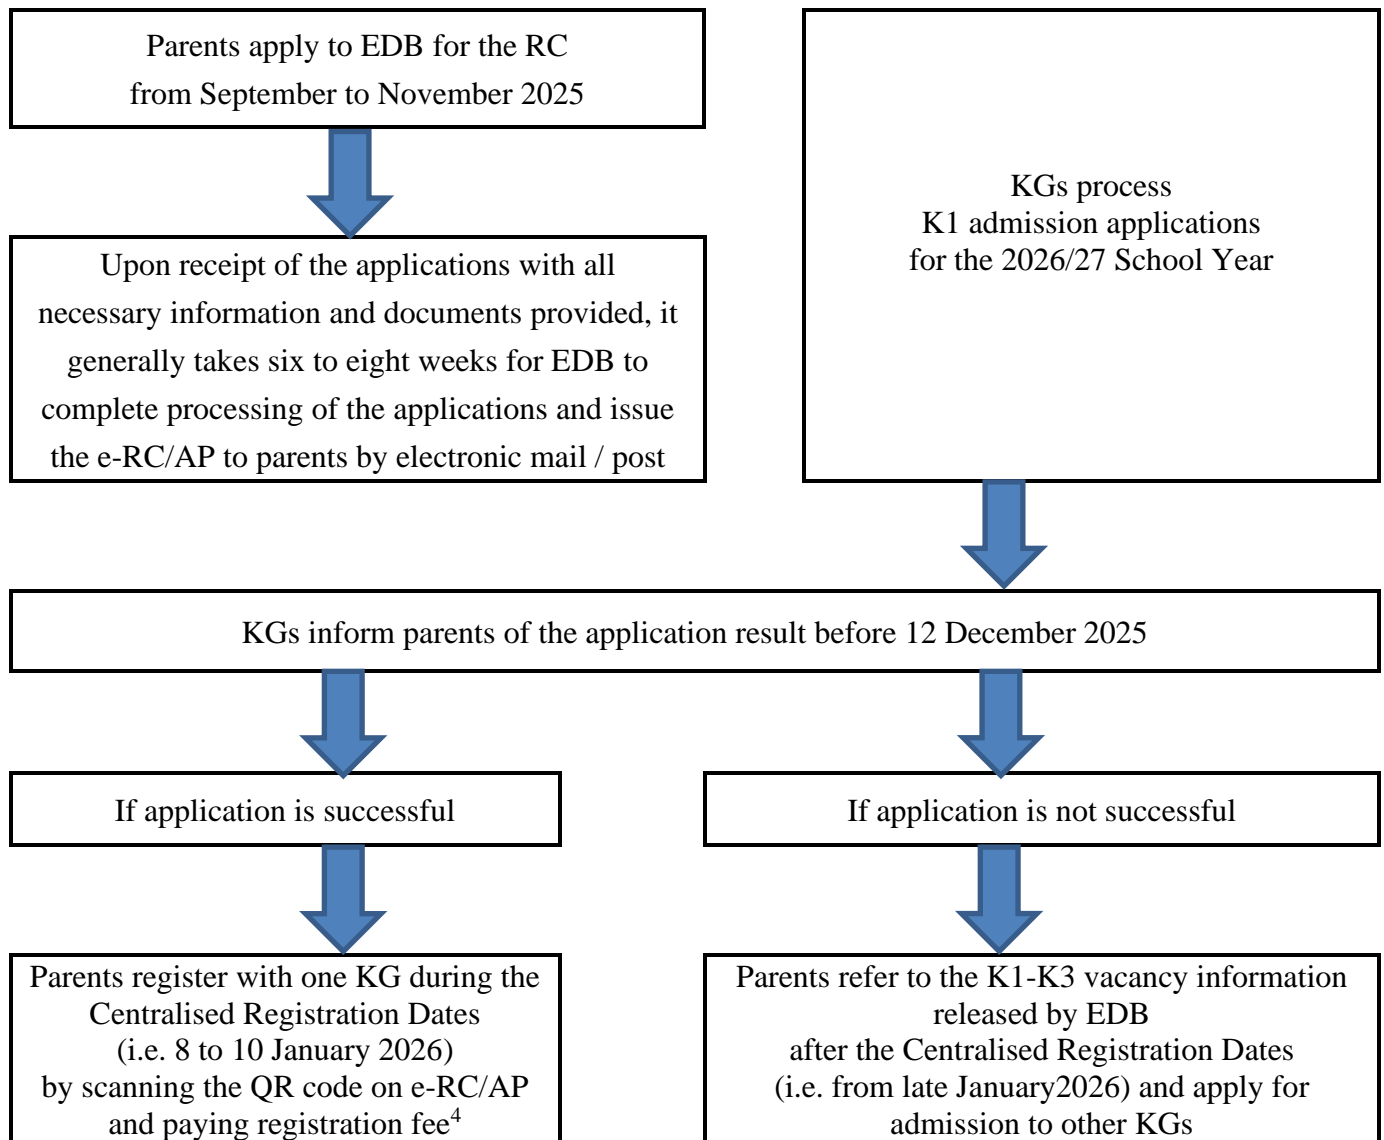 Parents apply to EDB for the RC
from September to November 2025
KGs process
K1 admission applications
for the 2026/27 School Year
Upon receipt of the applications with all
necessary information and documents provided, it
generally takes six to eight weeks for EDB to
complete processing of the applications and issue
the e-RC/AP to parents by electronic mail / post
KGs inform parents of the application result before 12 December 2025
If application is successful
If application is not successful
Parents register with one KG during the
Centralised Registration Dates
(i.e. 8 to 10 January 2026)
by scanning the QR code on e-RC/AP
and paying registration fee⁴
Parents refer to the K1-K3 vacancy information
released by EDB
after the Centralised Registration Dates
(i.e. from late January2026) and apply for
admission to other KGs